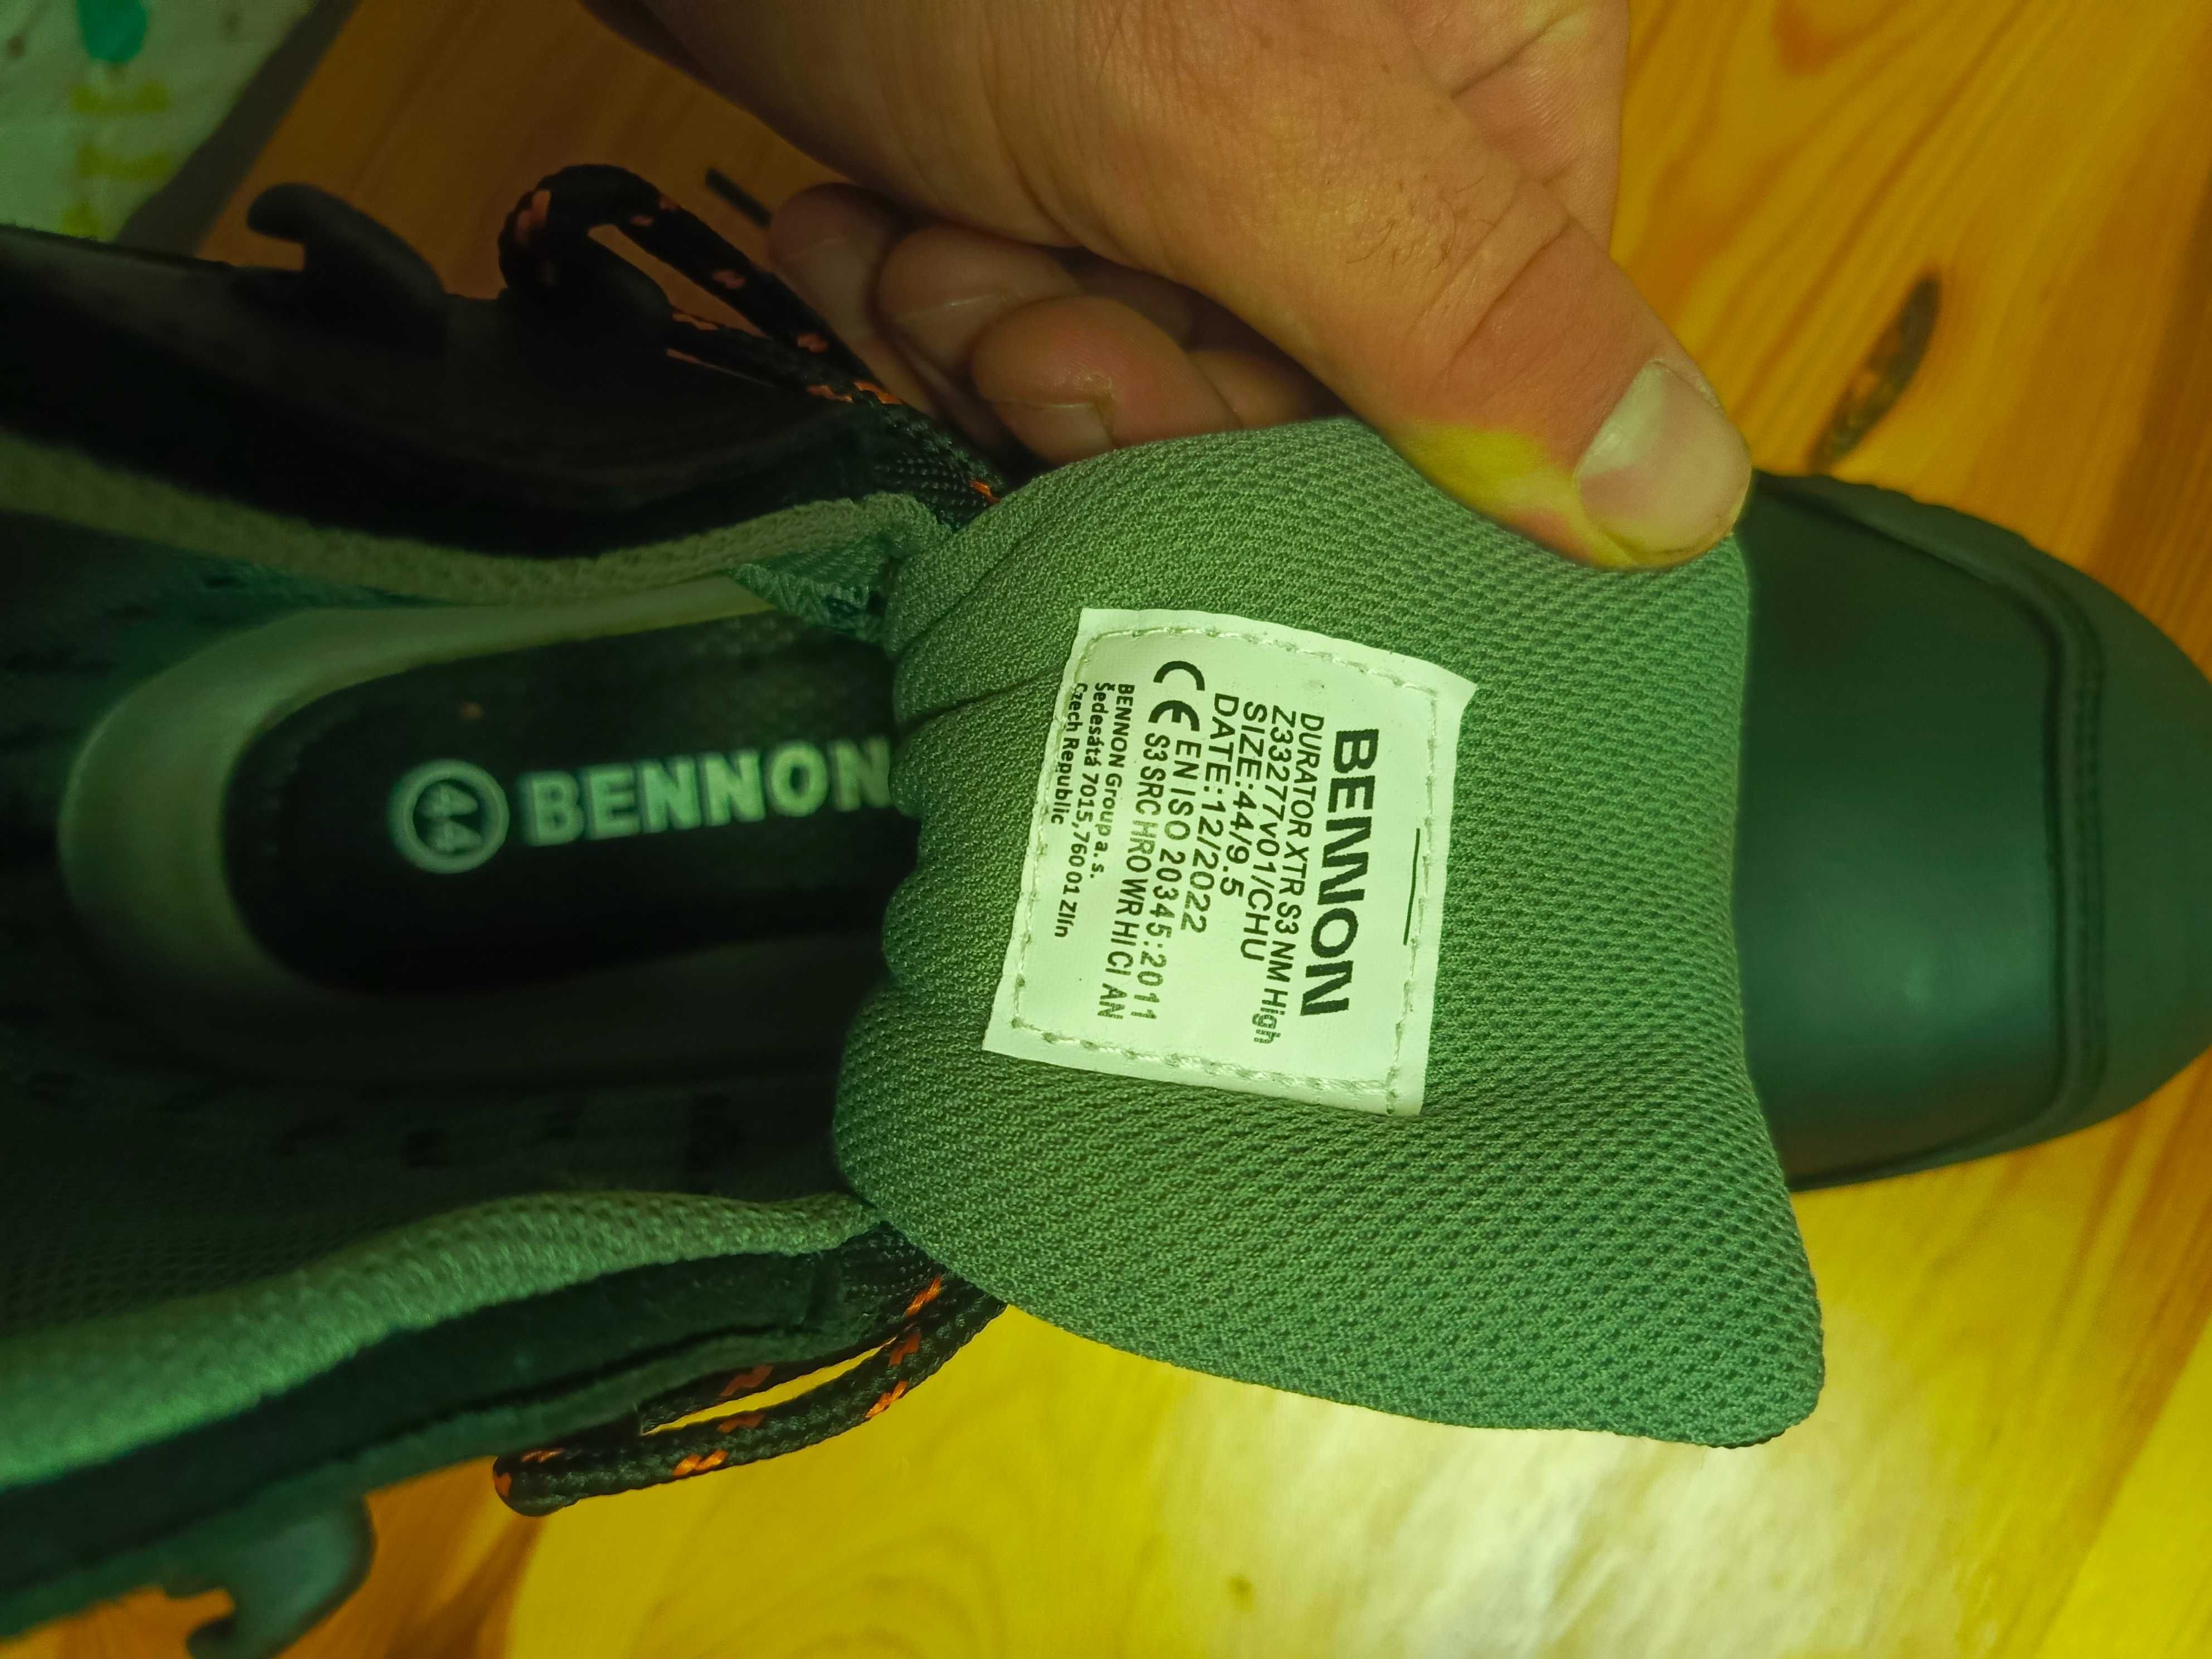 BENNON
DURATOR XTR S3 NM High
Z33277v01/CHU
SIZE:44/9.5
DATE:12/2022
CE EN ISO 20345:2011
S3 SRC HRO WR HI CI AN
BENNON Group a.s.
Šedesátá 7015,760 01 Zlín
Czech Republic
44 BENNON